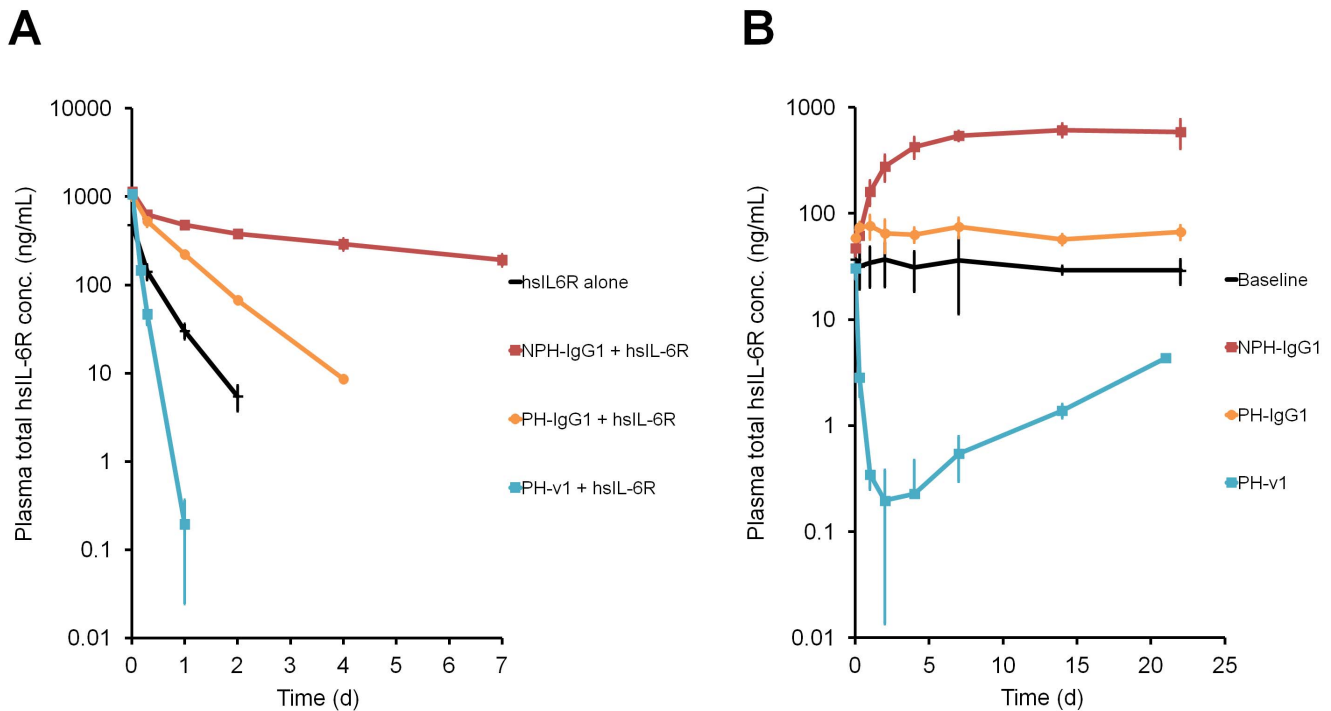 A
Plasma total hsIL-6R conc. (ng/mL)
10000
1000
100
10
1
0.1
0.01
0 1 2 3 4 5 6 7
Time (d)
hsIL6R alone
NPH-IgG1 + hsIL-6R
PH-IgG1 + hsIL-6R
PH-v1 + hsIL-6R
B
Plasma total hsIL-6R conc. (ng/mL)
1000
100
10
1
0.1
0.01
0 5 10 15 20 25
Time (d)
Baseline
NPH-IgG1
PH-IgG1
PH-v1